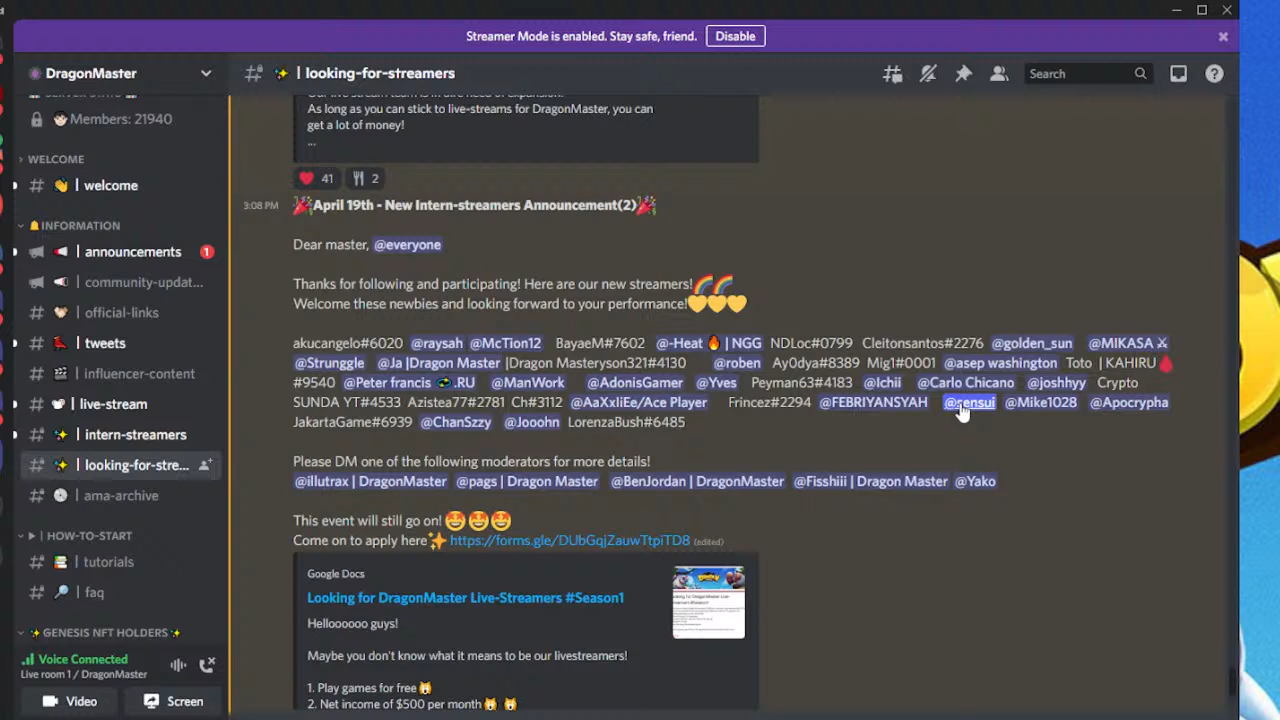 Streamer Mode is enabled. Stay safe, friend. Disable
DragonMaster
Members: 21940
WELCOME
welcome
INFORMATION
| announcements 1
| community-updat...
| official-links
| tweets
| influencer-content
| live-stream
| intern-streamers
| looking-for-stre...
| ama-archive
| HOW-TO-START
| tutorials
| faq
GENESIS NFT HOLDERS
Voice Connected
Live room 1 / DragonMaster
Video Screen
| looking-for-streamers
Search
As long as you can stick to live-streams for DragonMaster, you can
get a lot of money!
...
41 2
3:08 PM April 19th - New Intern-streamers Announcement(2)
Dear master, @everyone
Thanks for following and participating! Here are our new streamers!
Welcome these newbies and looking forward to your performance!
akucangelo#6020 @raysah @McTion12 BayaeM#7602 @-Heat | NGG NDLoc#0799 Cleitonsantos#2276 @golden_sun @MIKASA
@Strunggle @Ja |Dragon Master |Dragon Masteryson321#4130 @roben Ay0dya#8389 Mig1#0001 @asep washington Toto | KAHIRU
#9540 @Peter francis .RU @ManWork @AdonisGamer @Yves Peyman63#4183 @Ichii @Carlo Chicano @joshhyy Crypto
SUNDA YT#4533 Azistea77#2781 Ch#3112 @AaXxliEe/Ace Player Frincez#2294 @FEBRIYANSYAH @sensui @Mike1028 @Apocrypha
JakartaGame#6939 @ChanSzzy @Jooohn LorenzaBush#6485
Please DM one of the following moderators for more details!
@illutrax | DragonMaster @pags | Dragon Master @BenJordan | DragonMaster @Fisshiii | Dragon Master @Yako
This event will still go on!
Come on to apply here https://forms.gle/DUbGqjZauwTtpiTD8 (edited)
Google Docs
Looking for DragonMaster Live-Streamers #Season1
Helloooooo guys!
Maybe you don't know what it means to be our livestreamers!
1. Play games for free
2. Net income of $500 per month